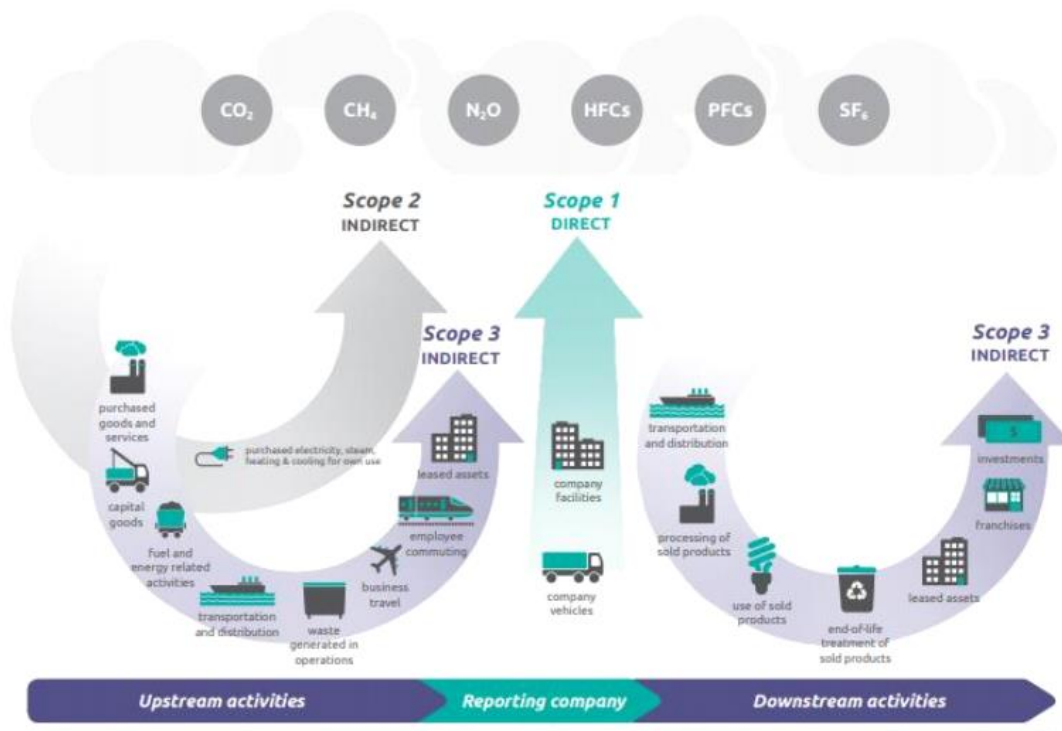 CO₂
CH₄
N₂O
HFCs
PFCs
SF₆
Scope 2
INDIRECT
Scope 1
DIRECT
Scope 3
INDIRECT
Scope 3
INDIRECT
purchased
goods and
services
capital
goods
fuel and
energy related
activities
purchased electricity, steam,
heating & cooling for own use
transportation
and distribution
waste
generated in
operations
business
travel
employee
commuting
leased assets
company
facilities
company
vehicles
transportation
and distribution
processing of
sold products
use of sold
products
end-of-life
treatment of
sold products
leased assets
franchises
$
investments
Upstream activities
Reporting company
Downstream activities